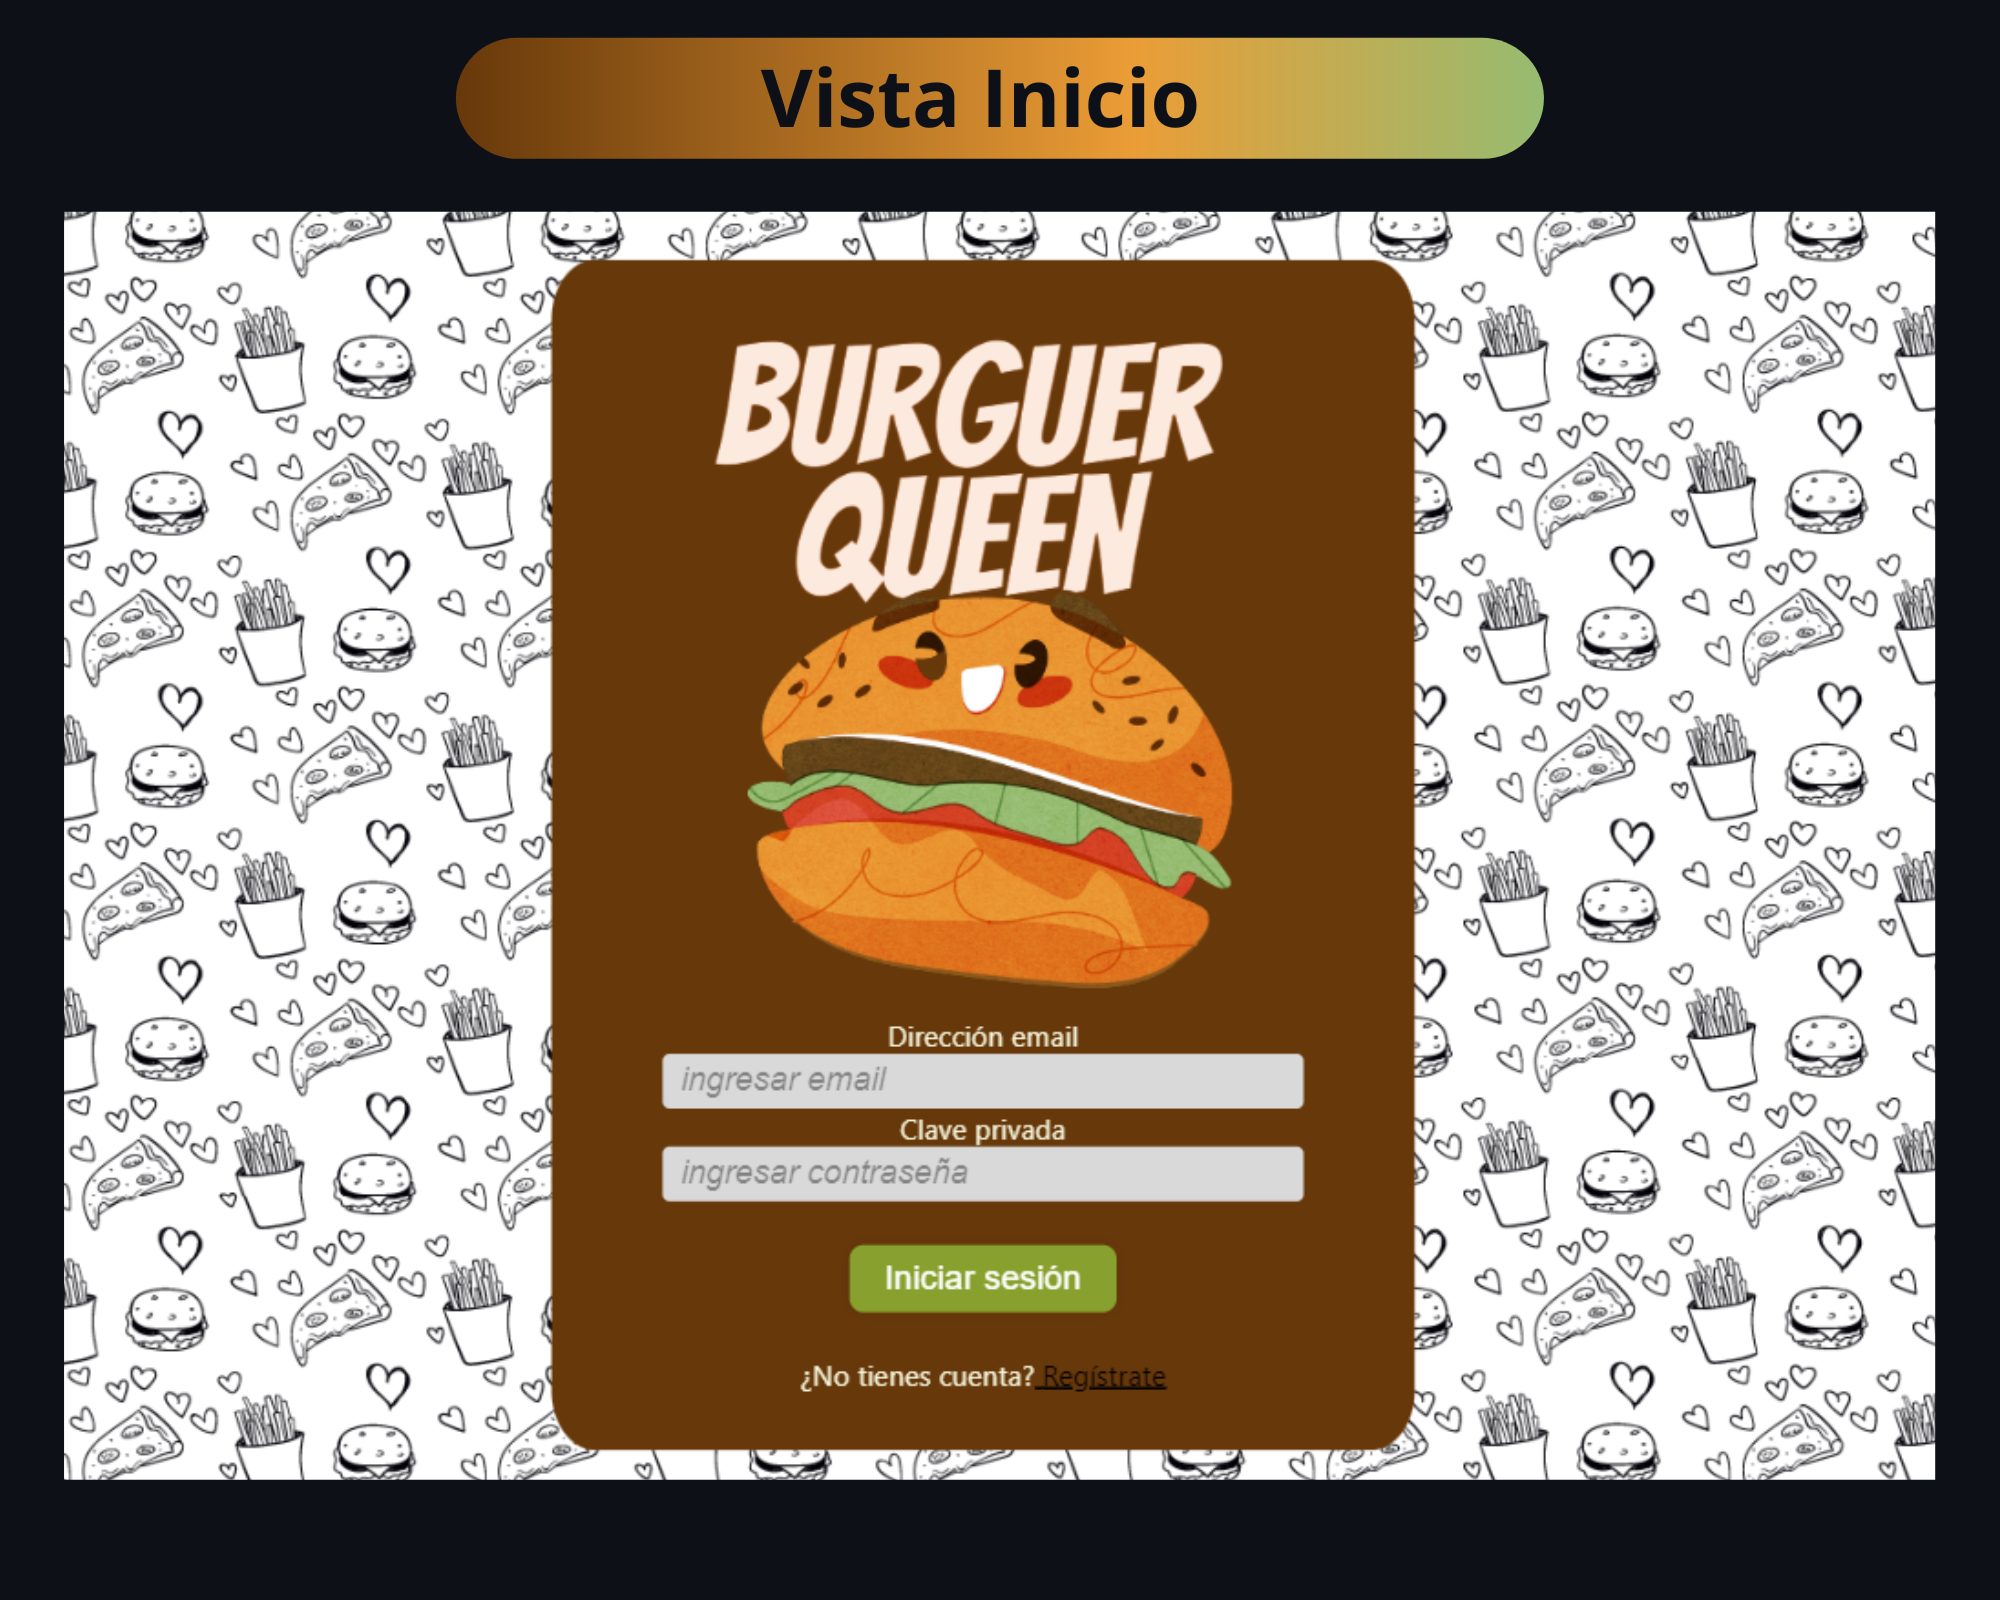 Vista Inicio
BURGUER
QUEEN
Dirección email
ingresar email
Clave privada
ingresar contraseña
Iniciar sesión
¿No tienes cuenta? Regístrate